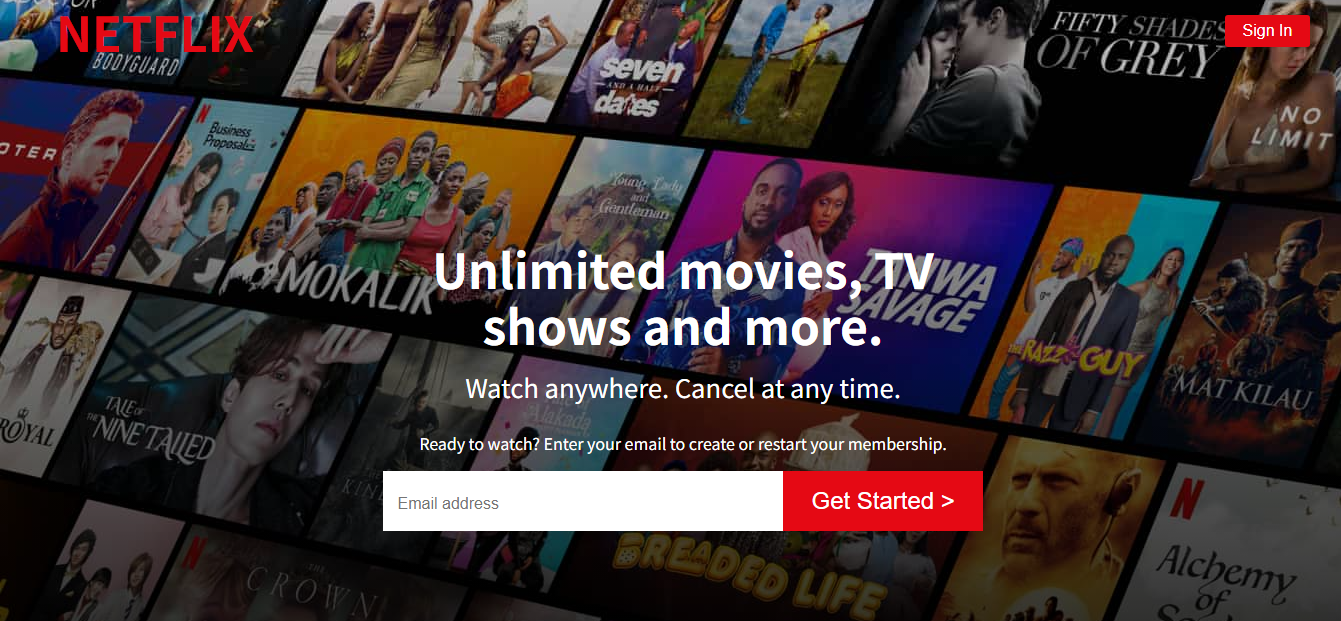 NETFLIX
Sign In
BODYGUARD
seven
AND A HALF
dates
FIFTY SHADES
OF GREY
NO
LIMIT
Business
Proposal
Young Lady
and
Gentleman
MOKALIK
SAVAGE
THE RAZZ GUY
MAT KILAU
Unlimited movies, TV
shows and more.
Watch anywhere. Cancel at any time.
Ready to watch? Enter your email to create or restart your membership.
Email address
Get Started >
ROYAL
TALE OF
THE NINE TAILED
Alakada
THE
CROWN
BREADED LIFE
Alchemy
of